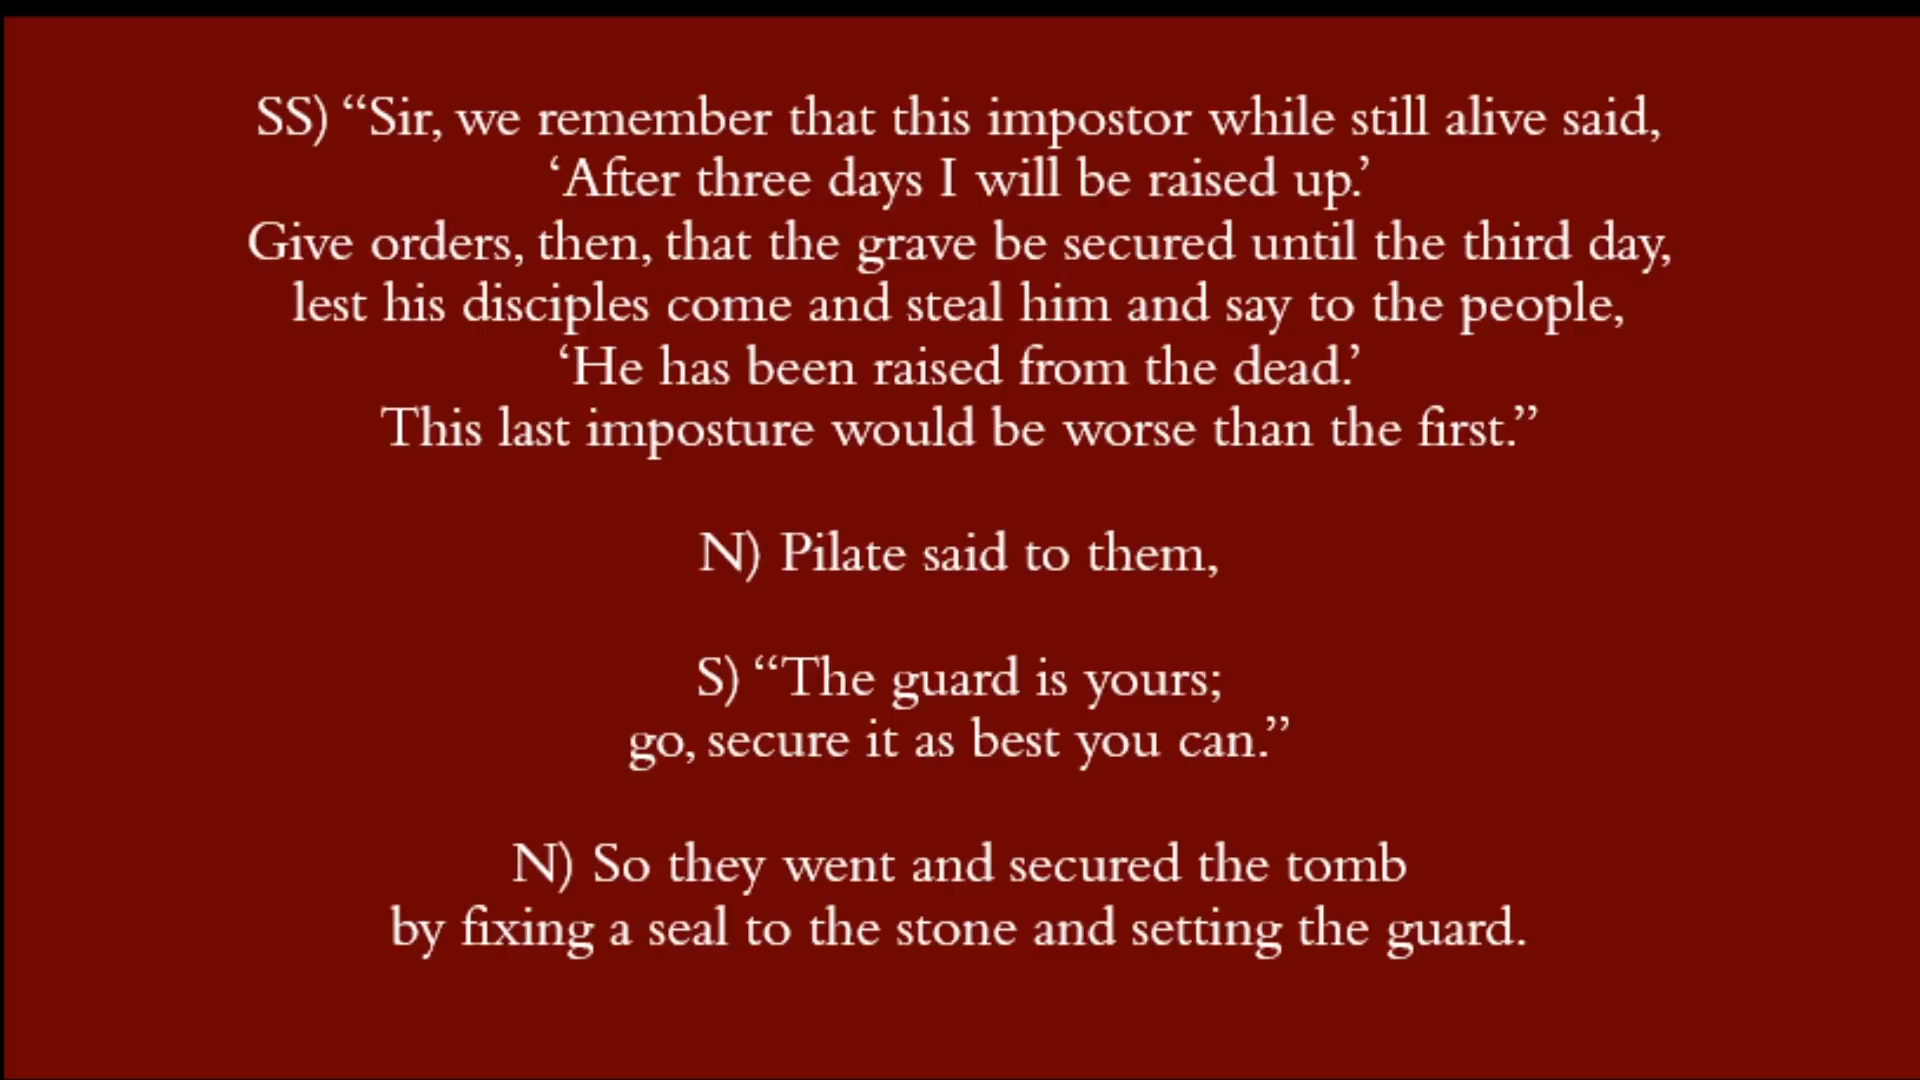 SS) “Sir, we remember that this impostor while still alive said,
‘After three days I will be raised up.’
Give orders, then, that the grave be secured until the third day,
lest his disciples come and steal him and say to the people,
‘He has been raised from the dead.’
This last imposture would be worse than the first.”
N) Pilate said to them,
S) “The guard is yours;
go, secure it as best you can.”
N) So they went and secured the tomb
by fixing a seal to the stone and setting the guard.